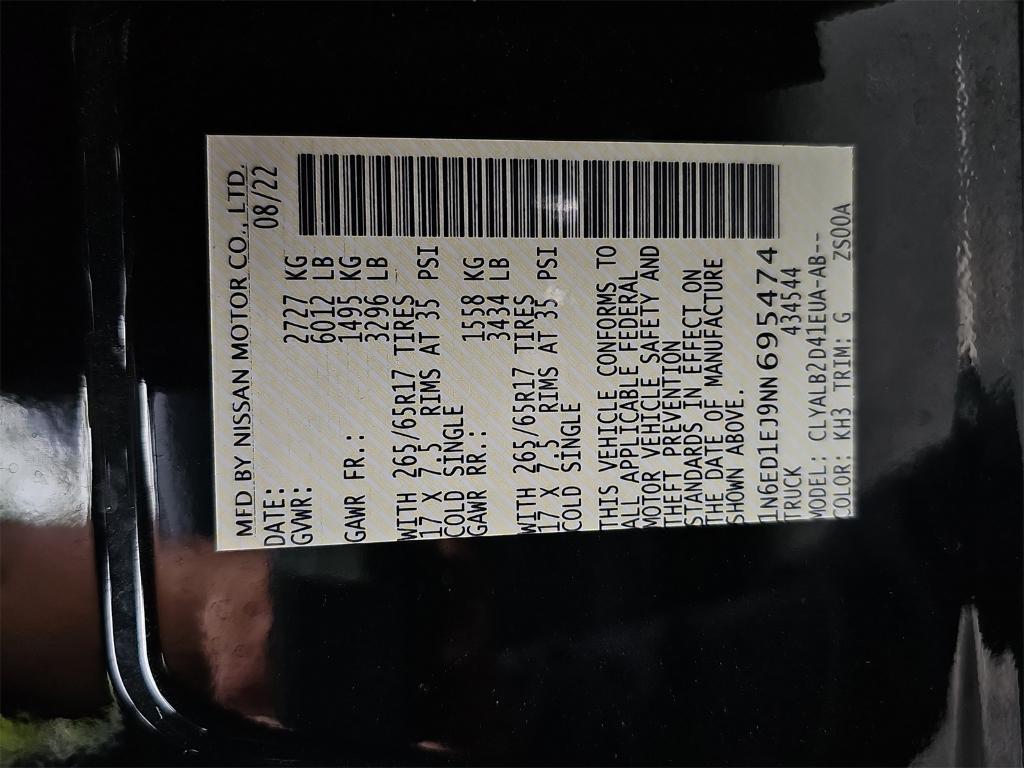 MFD BY NISSAN MOTOR CO., LTD.
DATE: 08/22
GVWR: 2727 KG
6012 LB
GAWR FR.: 1495 KG
3296 LB
WITH 265/65R17 TIRES
17 X 7.5 RIMS AT 35 PSI
COLD SINGLE
GAWR RR.: 1558 KG
3434 LB
WITH 265/65R17 TIRES
17 X 7.5 RIMS AT 35 PSI
COLD SINGLE
THIS VEHICLE CONFORMS TO
ALL APPLICABLE FEDERAL
MOTOR VEHICLE SAFETY AND
THEFT PREVENTION
STANDARDS IN EFFECT ON
THE DATE OF MANUFACTURE
SHOWN ABOVE.
1N6ED1EJ9NN695474
TRUCK 434544
MODEL: CLYALB2D41EUA-AB--
COLOR: KH3 TRIM: G ZS00A